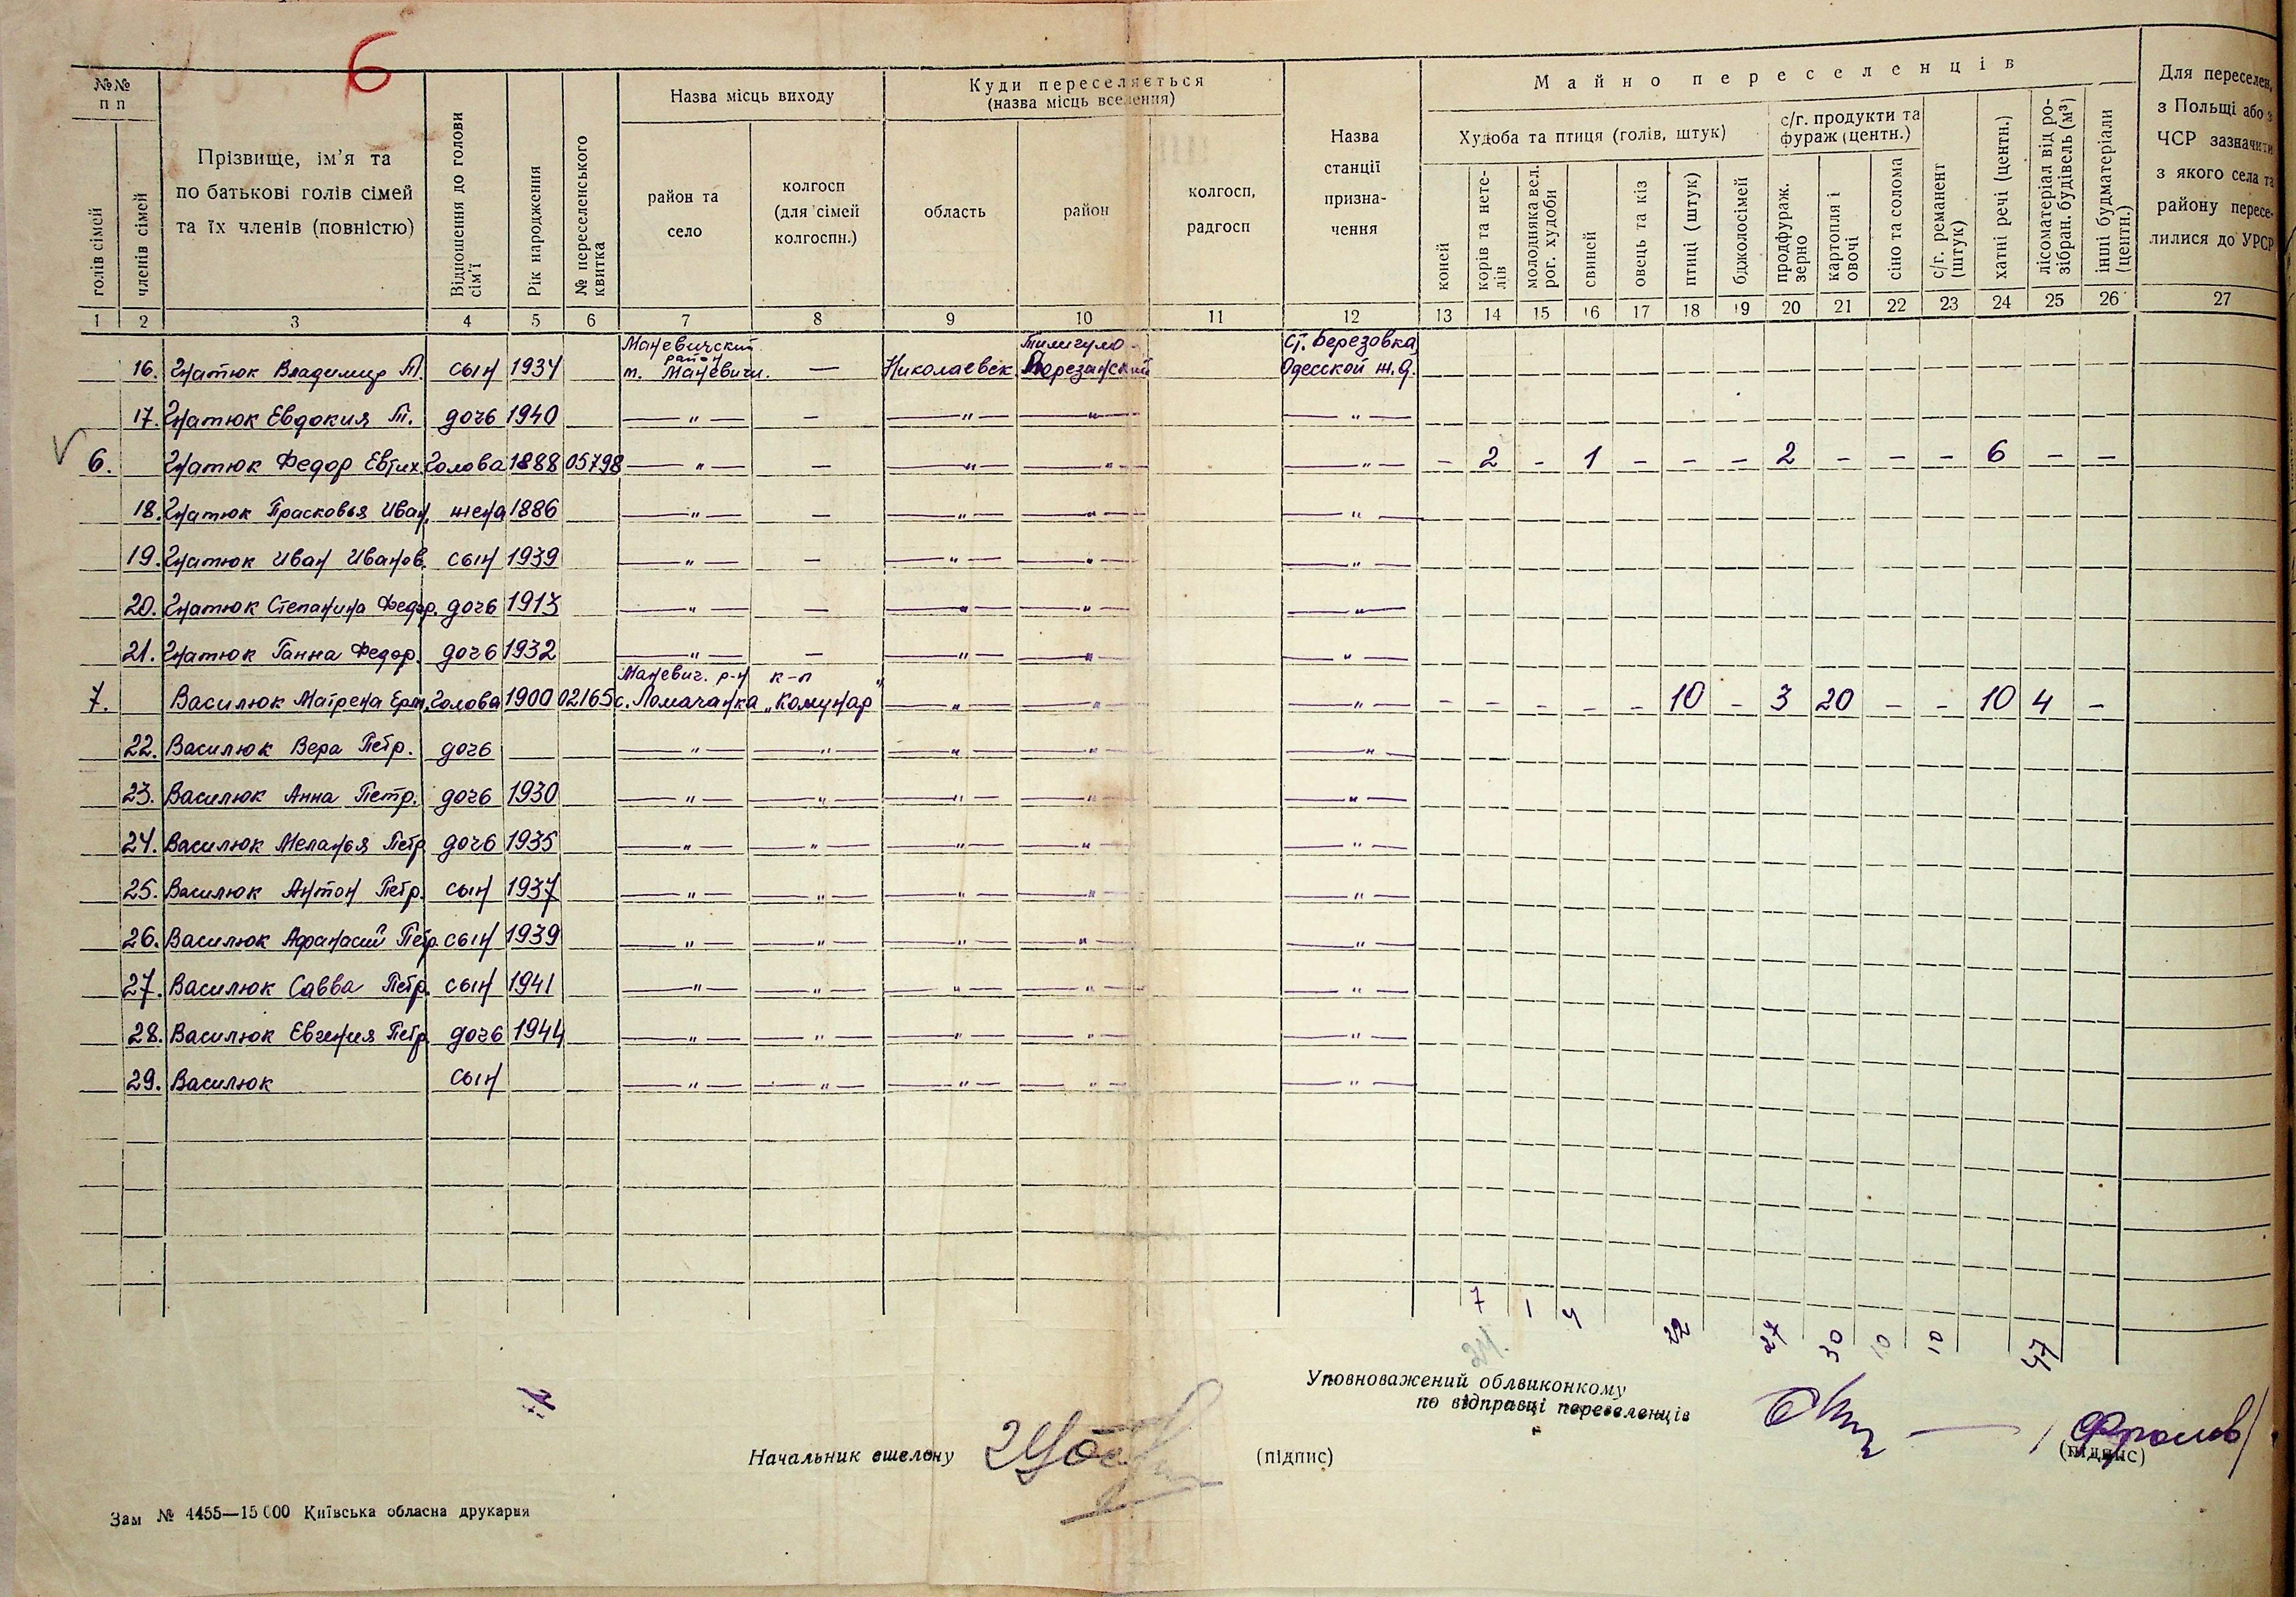 6
№№ п п
голів сімей
членів сімей
Прізвище, ім'я та
по батькові голів сімей
та їх членів (повністю)
Відношення до голови сім'ї
Рік народження
№ переселенського квитка
Назва місць виходу
район та
село
колгосп
(для сімей
колгоспн.)
Куди переселяється
(назва місць вселення)
область
район
колгосп,
радгосп
Назва
станції
призна-
чення
Майно переселенців
Худоба та птиця (голів, штук)
коней
корів та нете-
лів
молодняка вел.
рог. худоби
свиней
овець та кіз
птиці (штук)
бджолосімей
с/г. продукти та
фураж (центн.)
продфураж.
зерно
картопля і
овочі
сіно та солома
с/г. реманент
(штук)
хатні речі (центн.)
лісоматеріал від ро-
зібран. будівель (м³)
інші будматеріали
(центн.)
Для переселен.
з Польщі або з
ЧСР зазначити
з якого села та
району пересе-
лилися до УРСР
1 2 3 4 5 6 7 8 9 10 11 12 13 14 15 16 17 18 19 20 21 22 23 24 25 26 27
Маневичский район Тилигуло- ст. Березовка
16. Гнатюк Владимир Т. сын 1934 т. Маневичи. — Николаевск. Березанский Одесской ж.д.
17. Гнатюк Евдокия Т. дочь 1940 —"— — —"— —"— —"—
6. Гнатюк Федор Евтих. Голова 1888 05798 —"— — —"— —"— —"— – 2 – 1 – – – 2 – – – 6 – –
18. Гнатюк Прасковья Иван. жена 1886 —"— — —"— —"— —"—
19. Гнатюк Иван Иванов. сын 1939 —"— — —"— —"— —"—
20. Гнатюк Степанина Федор. дочь 1913 —"— — —"— —"— —"—
21. Гнатюк Ганна Федор. дочь 1932 —"— — —"— —"— —"—
Маневич. р-н к-п
7. Василюк Матрена Ерм. Голова 1900 02165 с. Ломачанка „Комунар" —"— —"— —"— – – – – – 10 – 3 20 – – 10 4 –
22. Василюк Вера Петр. дочь —"— —"— —"— —"— —"—
23. Василюк Анна Петр. дочь 1930 —"— —"— —"— —"— —"—
24. Василюк Меланья Петр дочь 1935 —"— —"— —"— —"— —"—
25. Василюк Антон Петр. сын 1937 —"— —"— —"— —"— —"—
26. Василюк Афанасий Петр. сын 1939 —"— —"— —"— —"— —"—
27. Василюк Савва Петр. сын 1941 —"— —"— —"— —"— —"—
28. Василюк Евгения Петр дочь 1944 —"— —"— —"— —"— —"—
29. Василюк сын —"— —"— —"— —"— —"—
7 1 4 22 27 30 10 10 47
Уповноважений облвиконкому
по відправці переселенців
(підпис)
Начальник ешелону
(підпис)
Зам № 4455—15 000 Київська обласна друкарня